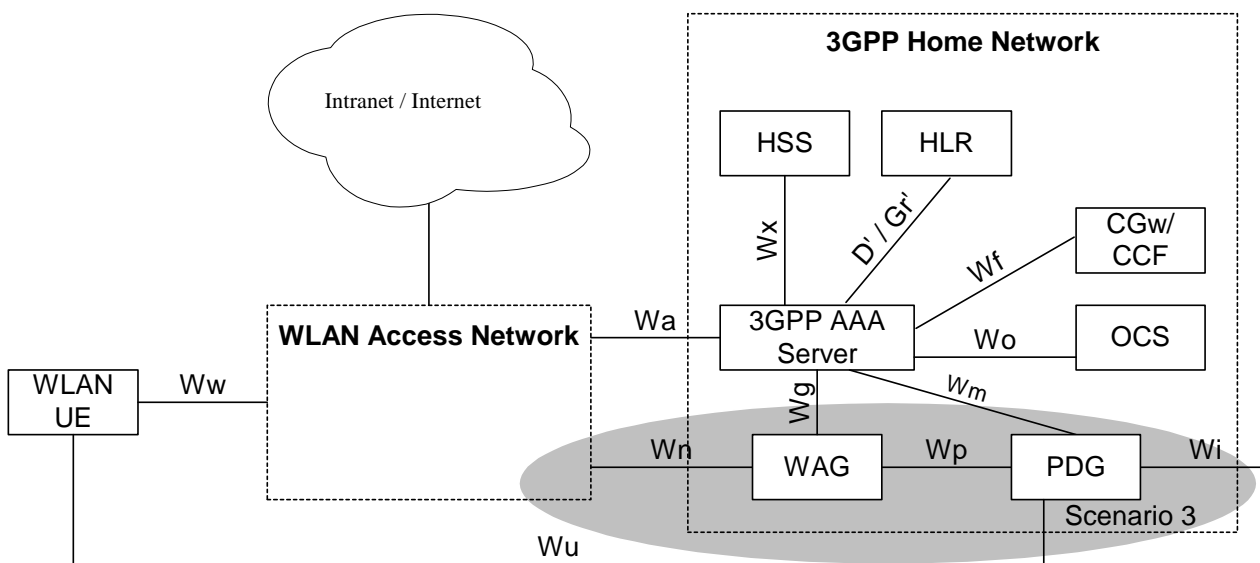 3GPP Home Network
Intranet / Internet
HSS
HLR
Wx
D' / Gr'
CGw/
CCF
Wf
WLAN Access Network
Wa
3GPP AAA
Server
Wo
OCS
WLAN
UE
Ww
Wg
Wm
Wn
WAG
Wp
PDG
Wi
Scenario 3
Wu